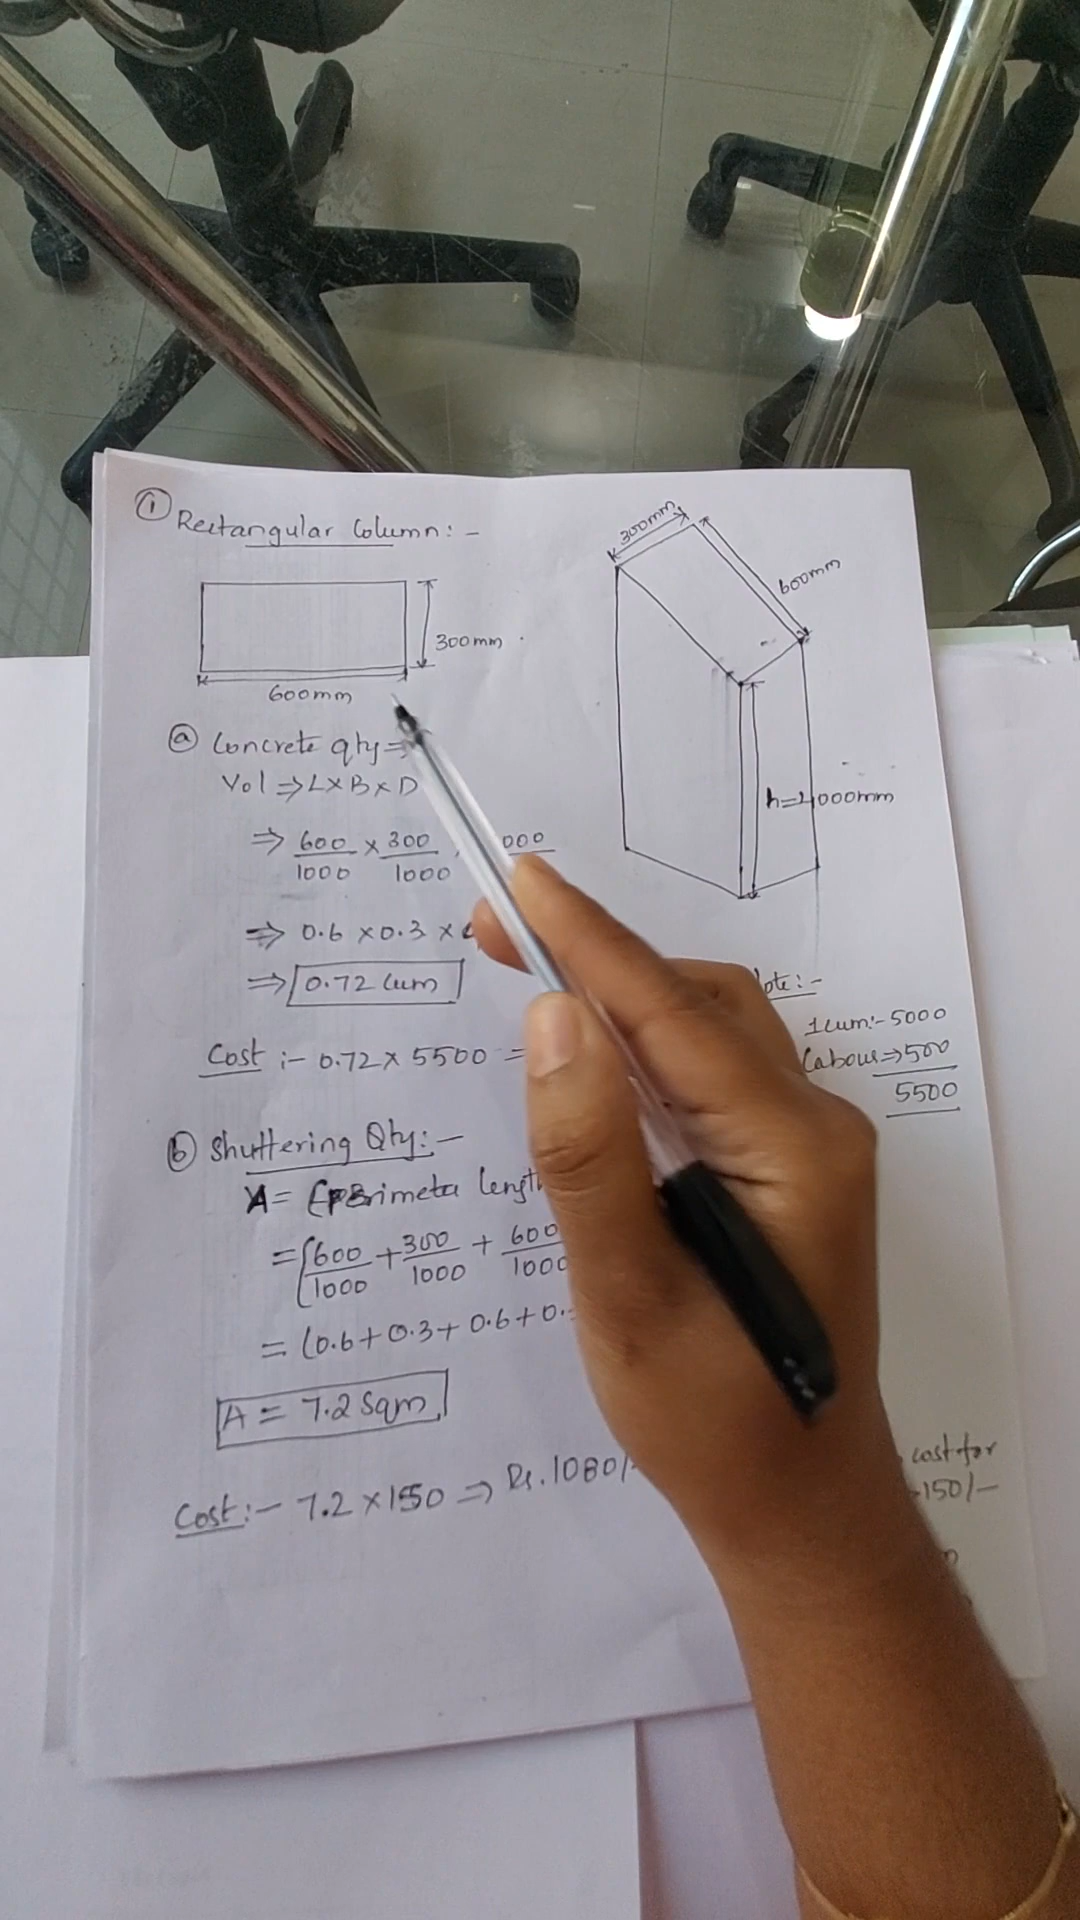 ① Rectangular Column:-
300mm
600mm
300mm
600mm
h=4000mm
ⓐ Concrete qty⇒
Vol ⇒ L×B×D
⇒ 600/1000 × 300/1000 000
⇒ 0.6 ×0.3 ×
⇒ 0.72 Cum
Cost :- 0.72 × 5500 =
ote:-
1cum:- 5000
Labour⇒500
5500
ⓑ Shuttering Qty:-
A= (Perimeta length
= (600/1000 + 300/1000 + 600/1000
= (0.6+0.3+0.6+0.
A = 7.2 Sqm
Cost:- 7.2 ×150 ⇒ Rs.1080/-
cost for
150/-